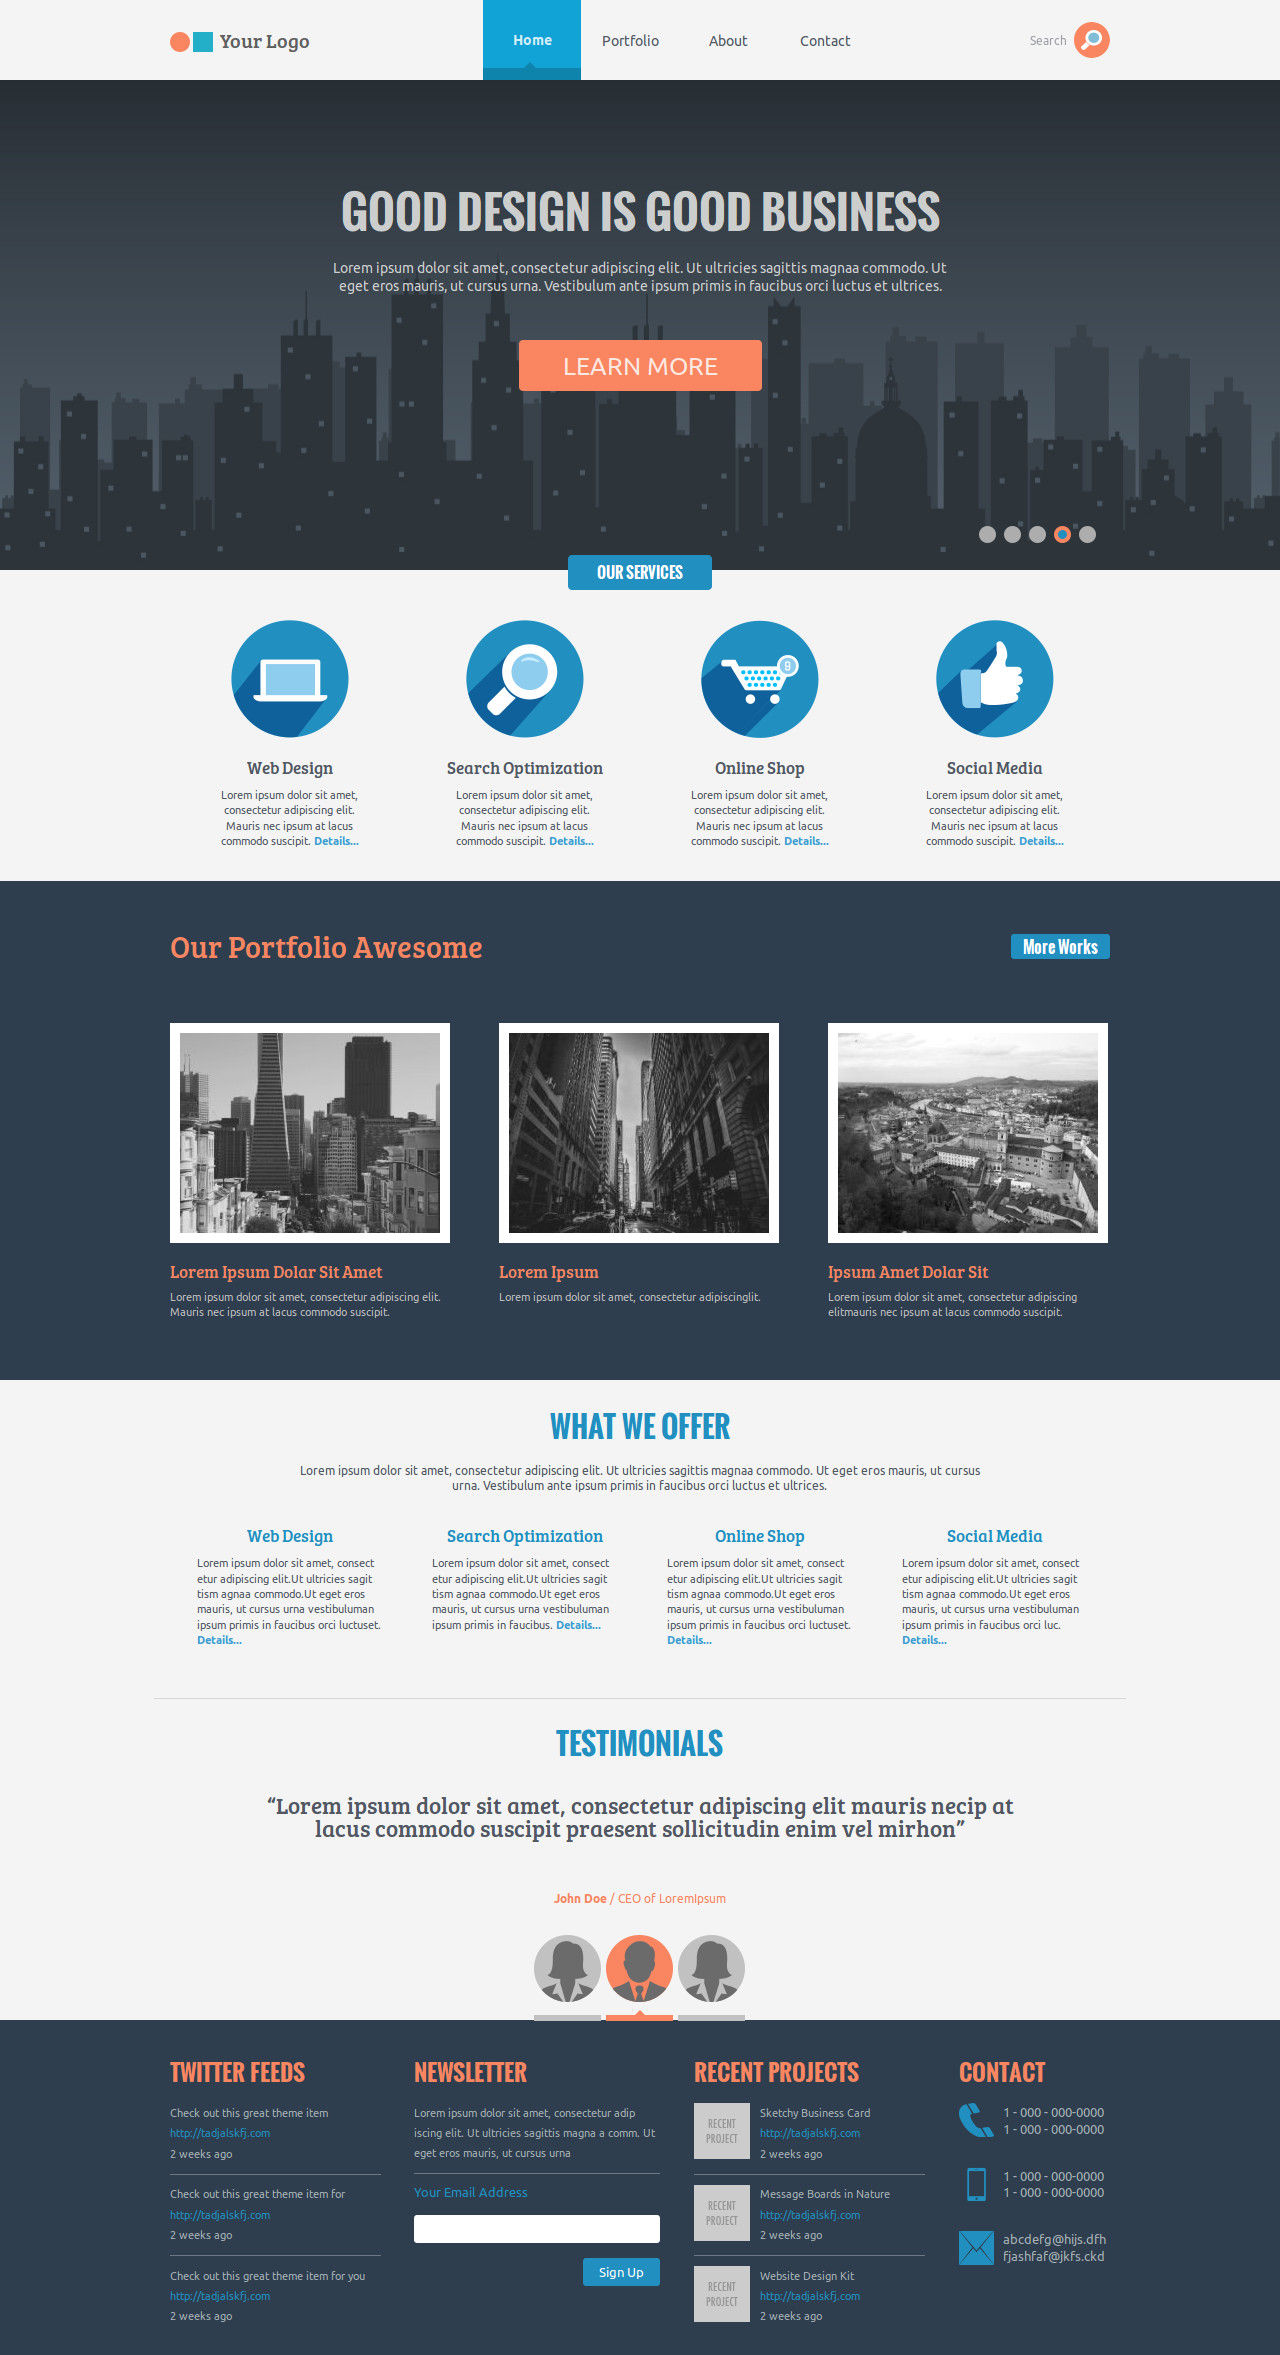 Your Logo
Home
Portfolio
About
Contact
Search
GOOD DESIGN IS GOOD BUSINESS
Lorem ipsum dolor sit amet, consectetur adipiscing elit. Ut ultricies sagittis magnaa commodo. Ut
eget eros mauris, ut cursus urna. Vestibulum ante ipsum primis in faucibus orci luctus et ultrices.
LEARN MORE
OUR SERVICES
9
Web Design
Lorem ipsum dolor sit amet,
consectetur adipiscing elit.
Mauris nec ipsum at lacus
commodo suscipit. Details...
Search Optimization
Lorem ipsum dolor sit amet,
consectetur adipiscing elit.
Mauris nec ipsum at lacus
commodo suscipit. Details...
Online Shop
Lorem ipsum dolor sit amet,
consectetur adipiscing elit.
Mauris nec ipsum at lacus
commodo suscipit. Details...
Social Media
Lorem ipsum dolor sit amet,
consectetur adipiscing elit.
Mauris nec ipsum at lacus
commodo suscipit. Details...
Our Portfolio Awesome
More Works
Lorem Ipsum Dolar Sit Amet
Lorem ipsum dolor sit amet, consectetur adipiscing elit.
Mauris nec ipsum at lacus commodo suscipit.
Lorem Ipsum
Lorem ipsum dolor sit amet, consectetur adipiscinglit.
Ipsum Amet Dolar Sit
Lorem ipsum dolor sit amet, consectetur adipiscing
elitmauris nec ipsum at lacus commodo suscipit.
WHAT WE OFFER
Lorem ipsum dolor sit amet, consectetur adipiscing elit. Ut ultricies sagittis magnaa commodo. Ut eget eros mauris, ut cursus
urna. Vestibulum ante ipsum primis in faucibus orci luctus et ultrices.
Web Design
Lorem ipsum dolor sit amet, consect
etur adipiscing elit.Ut ultricies sagit
tism agnaa commodo.Ut eget eros
mauris, ut cursus urna vestibuluman
ipsum primis in faucibus orci luctuset.
Details...
Search Optimization
Lorem ipsum dolor sit amet, consect
etur adipiscing elit.Ut ultricies sagit
tism agnaa commodo.Ut eget eros
mauris, ut cursus urna vestibuluman
ipsum primis in faucibus. Details...
Online Shop
Lorem ipsum dolor sit amet, consect
etur adipiscing elit.Ut ultricies sagit
tism agnaa commodo.Ut eget eros
mauris, ut cursus urna vestibuluman
ipsum primis in faucibus orci luctuset.
Details...
Social Media
Lorem ipsum dolor sit amet, consect
etur adipiscing elit.Ut ultricies sagit
tism agnaa commodo.Ut eget eros
mauris, ut cursus urna vestibuluman
ipsum primis in faucibus orci luc.
Details...
TESTIMONIALS
“Lorem ipsum dolor sit amet, consectetur adipiscing elit mauris necip at
lacus commodo suscipit praesent sollicitudin enim vel mirhon”
John Doe / CEO of LoremIpsum
TWITTER FEEDS
Check out this great theme item
http://tadjalskfj.com
2 weeks ago
Check out this great theme item for
http://tadjalskfj.com
2 weeks ago
Check out this great theme item for you
http://tadjalskfj.com
2 weeks ago
NEWSLETTER
Lorem ipsum dolor sit amet, consectetur adip
iscing elit. Ut ultricies sagittis magna a comm. Ut
eget eros mauris, ut cursus urna
Your Email Address
Sign Up
RECENT PROJECTS
RECENT
PROJECT
Sketchy Business Card
http://tadjalskfj.com
2 weeks ago
RECENT
PROJECT
Message Boards in Nature
http://tadjalskfj.com
2 weeks ago
RECENT
PROJECT
Website Design Kit
http://tadjalskfj.com
2 weeks ago
CONTACT
1 - 000 - 000-0000
1 - 000 - 000-0000
1 - 000 - 000-0000
1 - 000 - 000-0000
abcdefg@hijs.dfh
fjashfaf@jkfs.ckd